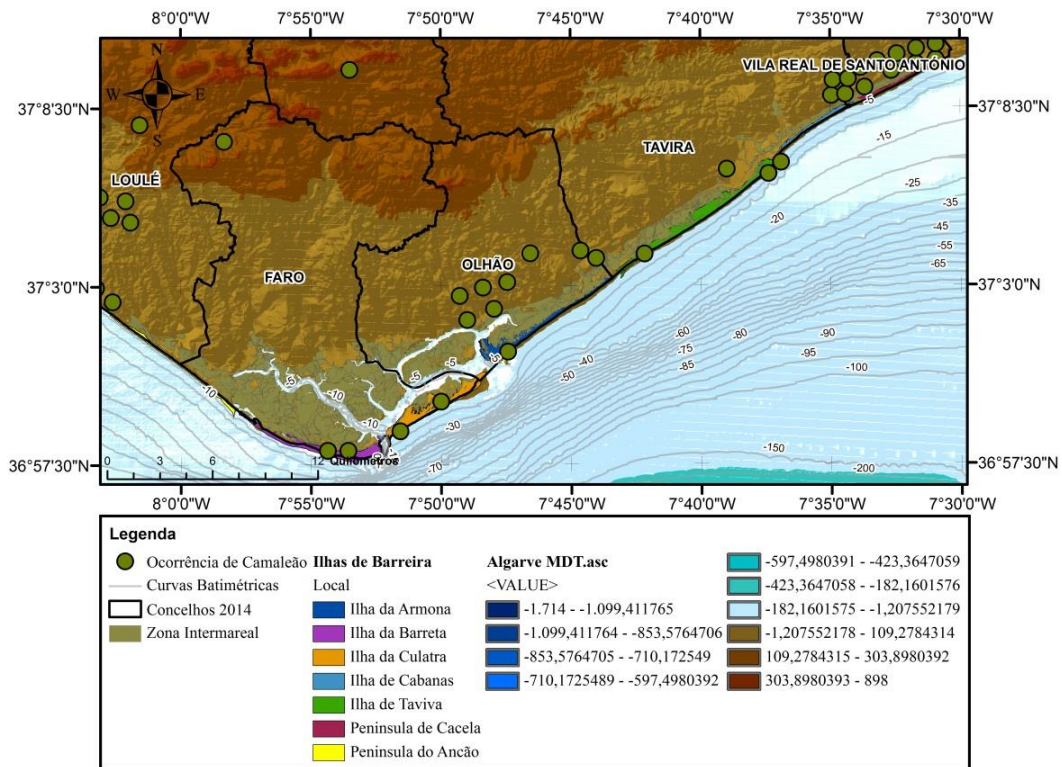 8°0'0"W 7°55'0"W 7°50'0"W 7°45'0"W 7°40'0"W 7°35'0"W 7°30'0"W
N
W E
S
37°8'30"N
37°3'0"N
36°57'30"N
VILA REAL DE SANTO ANTÓNIO
37°8'30"N
37°3'0"N
36°57'30"N
TAVIRA
LOULÉ
OLHÃO
FARO
-5
-15
-25
-20
-35
-45
-55
-65
-60
-75
-80
-85
-90
-95
-100
-40
-50
-30
-70
-150
-200
-5
-5
-5
-10
-10
-10
0 3 6 12
Quilómetros
8°0'0"W 7°55'0"W 7°50'0"W 7°45'0"W 7°40'0"W 7°35'0"W 7°30'0"W
Legenda
Ocorrência de Camaleão
Curvas Batimétricas
Concelhos 2014
Zona Intermareal
Ilhas de Barreira
Local
Ilha da Armona
Ilha da Barreta
Ilha da Culatra
Ilha de Cabanas
Ilha de Taviva
Peninsula de Cacela
Peninsula do Ancão
Algarve MDT.asc
<VALUE>
-1.714 - -1.099,411765
-1.099,411764 - -853,5764706
-853,5764705 - -710,172549
-710,1725489 - -597,4980392
-597,4980391 - -423,3647059
-423,3647058 - -182,1601576
-182,1601575 - -1,207552179
-1,207552178 - 109,2784314
109,2784315 - 303,8980392
303,8980393 - 898